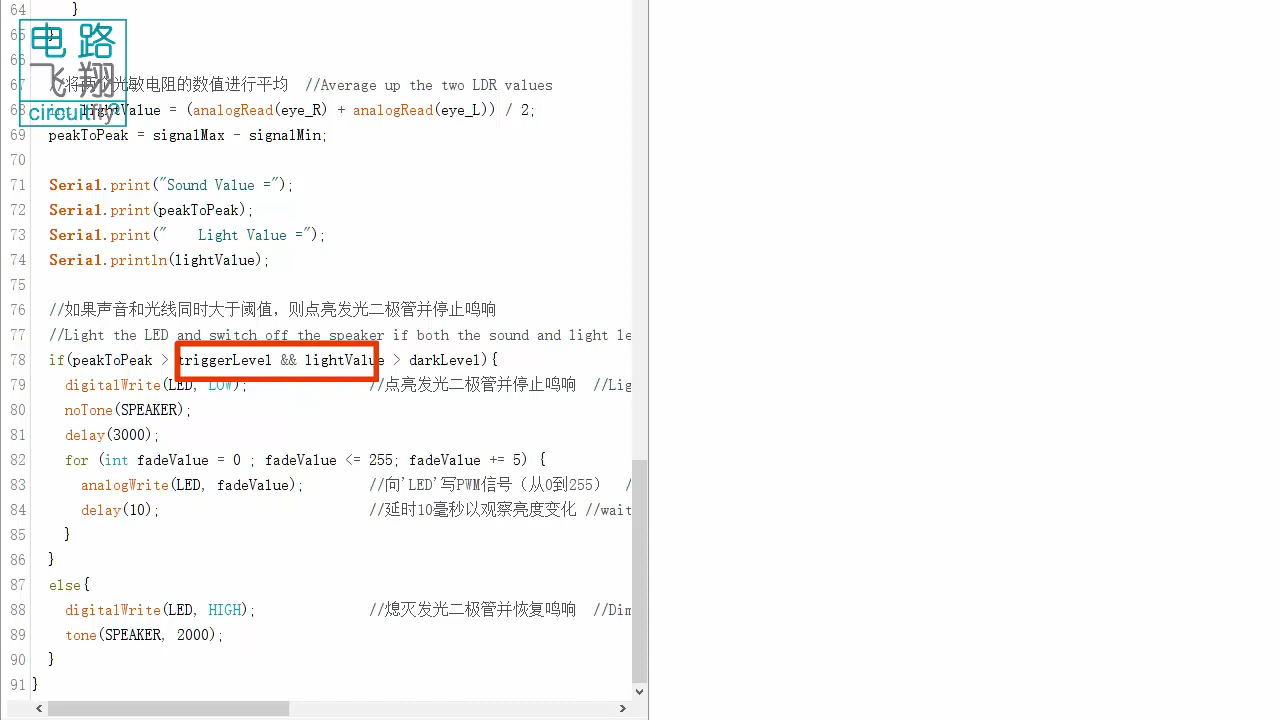 64 }
65 }
66
67 //将两个光敏电阻的数值进行平均 //Average up the two LDR values
68 int lightValue = (analogRead(eye_R) + analogRead(eye_L)) / 2;
69 peakToPeak = signalMax - signalMin;
70
71 Serial.print("Sound Value =");
72 Serial.print(peakToPeak);
73 Serial.print("    Light Value =");
74 Serial.println(lightValue);
75
76 //如果声音和光线同时大于阈值，则点亮发光二极管并停止鸣响
77 //Light the LED and switch off the speaker if both the sound and light le
78 if(peakToPeak > triggerLevel && lightValue > darkLevel){
79 digitalWrite(LED, LOW); //点亮发光二极管并停止鸣响 //Lig
80 noTone(SPEAKER);
81 delay(3000);
82 for (int fadeValue = 0 ; fadeValue <= 255; fadeValue += 5) {
83 analogWrite(LED, fadeValue); //向'LED'写PWM信号（从0到255） /
84 delay(10); //延时10毫秒以观察亮度变化 //wait
85 }
86 }
87 else{
88 digitalWrite(LED, HIGH); //熄灭发光二极管并恢复鸣响 //Dim
89 tone(SPEAKER, 2000);
90 }
91 }
电路
飞翔
circuitfly